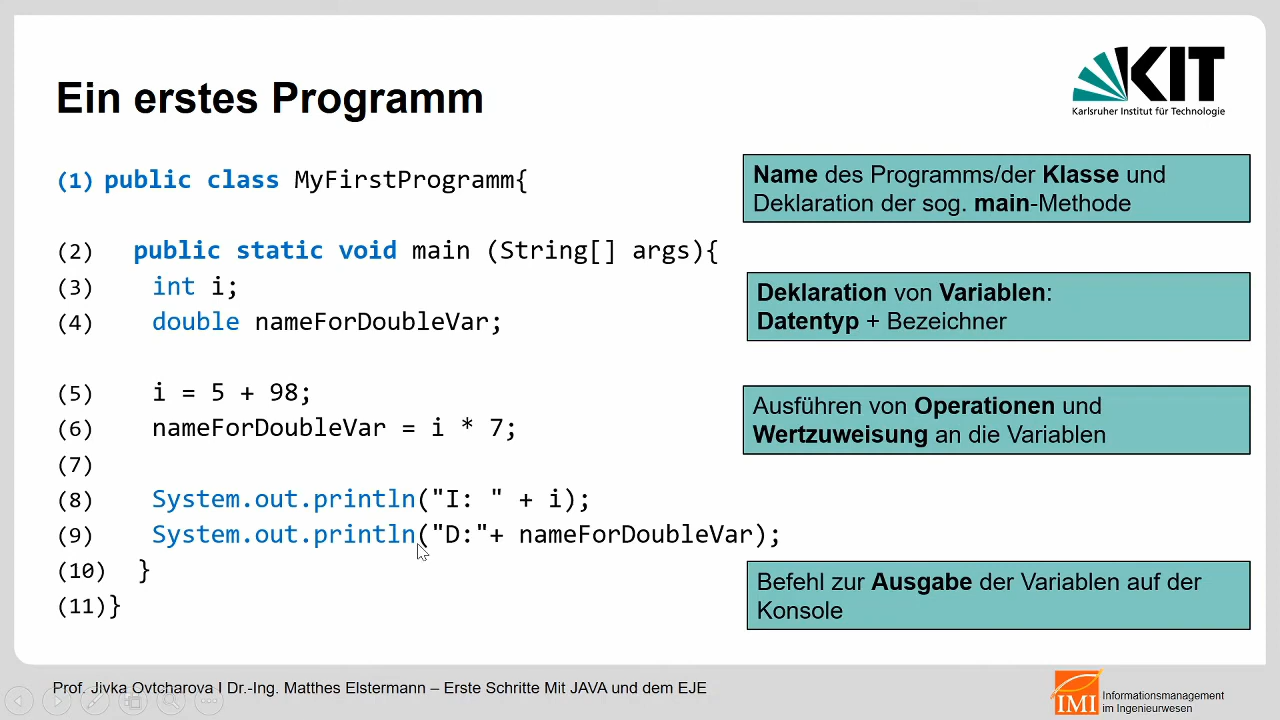 Ein erstes Programm
KIT
Karlsruher Institut für Technologie
(1) public class MyFirstProgramm{
(2) public static void main (String[] args){
(3) int i;
(4) double nameForDoubleVar;
(5) i = 5 + 98;
(6) nameForDoubleVar = i * 7;
(7)
(8) System.out.println("I: " + i);
(9) System.out.println("D:"+ nameForDoubleVar);
(10) }
(11)}
Name des Programms/der Klasse und
Deklaration der sog. main-Methode
Deklaration von Variablen:
Datentyp + Bezeichner
Ausführen von Operationen und
Wertzuweisung an die Variablen
Befehl zur Ausgabe der Variablen auf der
Konsole
Prof. Jivka Ovtcharova I Dr.-Ing. Matthes Elstermann – Erste Schritte Mit JAVA und dem EJE
IMI
Informationsmanagement
im Ingenieurwesen